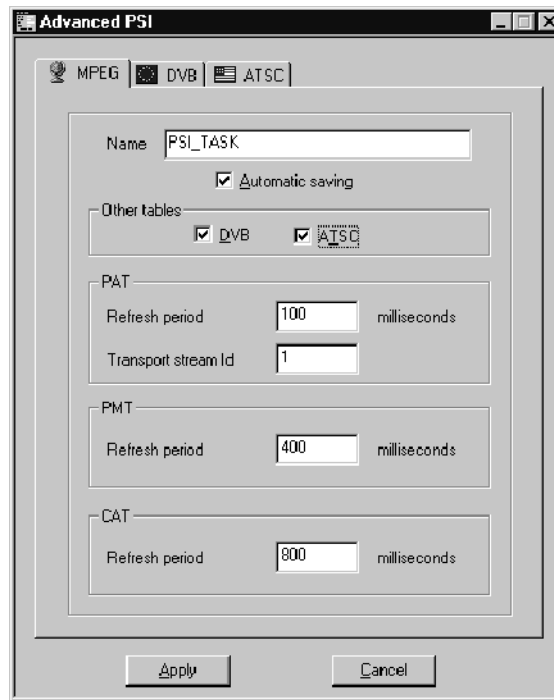 Advanced PSI
MPEG DVB ATSC
Name PSI_TASK
Automatic saving
Other tables
DVB ATSC
PAT
Refresh period 100 milliseconds
Transport stream Id 1
PMT
Refresh period 400 milliseconds
CAT
Refresh period 800 milliseconds
Apply Cancel